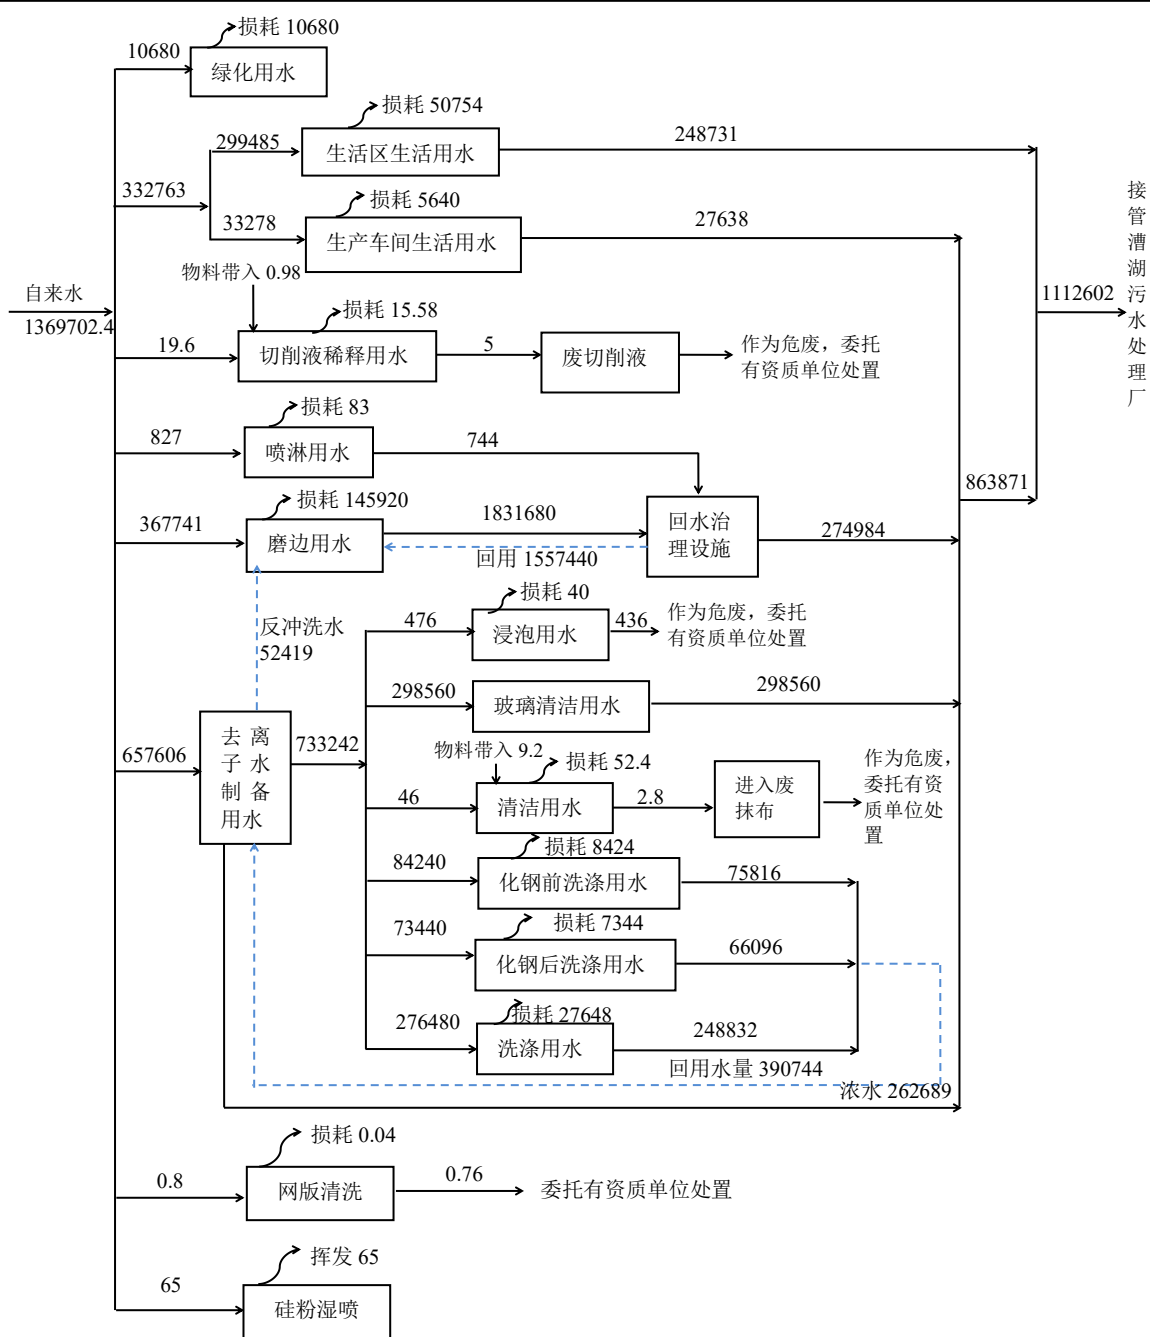 损耗 10680
10680
绿化用水
损耗 50754
299485
生活区生活用水
248731
332763
损耗 5640
33278
生产车间生活用水
27638
接管漕湖污水处理厂
物料带入 0.98
自来水
1369702.4
损耗 15.58
19.6
切削液稀释用水
5
废切削液
作为危废，委托
有资质单位处置
1112602
损耗 83
827
喷淋用水
744
863871
损耗 145920
367741
磨边用水
1831680
回用 1557440
回水治
理设施
274984
反冲洗水
52419
损耗 40
476
浸泡用水
436
作为危废，委托
有资质单位处置
298560
玻璃清洁用水
298560
657606
去 离
子 水
制 备
用水
733242
物料带入 9.2
损耗 52.4
46
清洁用水
2.8
进入废
抹布
作为危废，
委托有资
质单位处
置
损耗 8424
84240
化钢前洗涤用水
75816
损耗 7344
73440
化钢后洗涤用水
66096
损耗 27648
276480
洗涤用水
248832
回用水量 390744
浓水 262689
损耗 0.04
0.8
网版清洗
0.76
委托有资质单位处置
挥发 65
65
硅粉湿喷